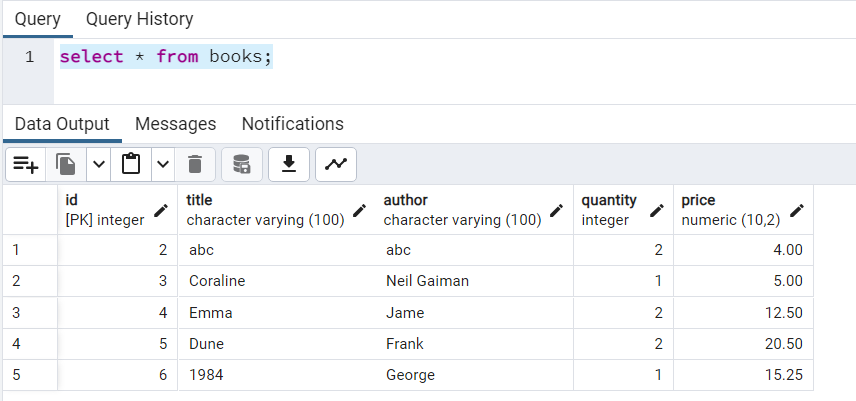 Query Query History
1 select * from books;
Data Output Messages Notifications
id title author quantity price
[PK] integer character varying (100) character varying (100) integer numeric (10,2)
1 2 abc abc 2 4.00
2 3 Coraline Neil Gaiman 1 5.00
3 4 Emma Jame 2 12.50
4 5 Dune Frank 2 20.50
5 6 1984 George 1 15.25